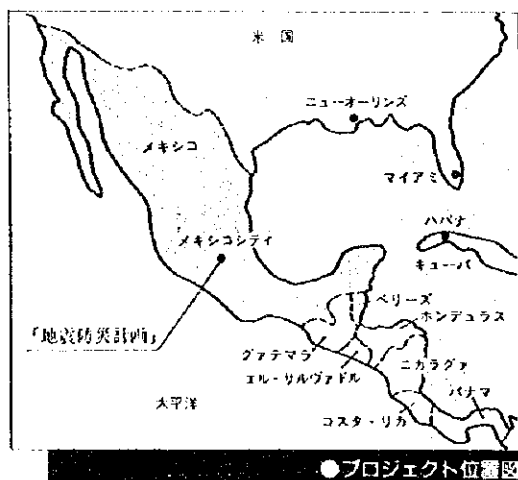 米国
ニューオーリンズ
メキシコ
マイアミ
ハバナ
メキシコシティ
キューバ
ベリーズ
ホンデュラス
「地震防災計画」
グァテマラ
ニカラグァ
エル・サルヴァドル
パナマ
太平洋
コスタ・リカ
●プロジェクト位置図